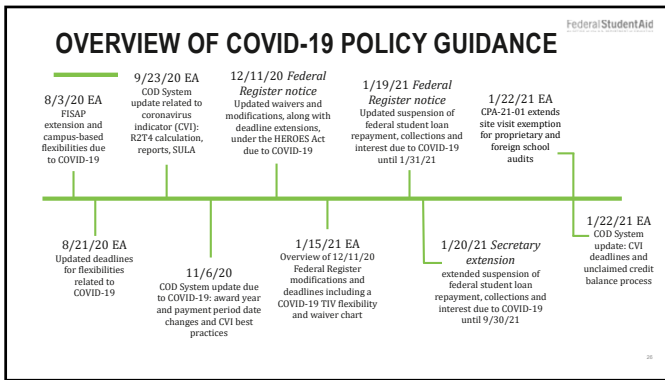 Federal StudentAid
OVERVIEW OF COVID-19 POLICY GUIDANCE
8/3/20 EA
FISAP
extension and
campus-based
flexibilities due
to COVID-19
9/23/20 EA
COD System
update related to
coronavirus
indicator (CVI):
R2T4 calculation,
reports, SULA
12/11/20 Federal
Register notice
Updated waivers and
modifications, along with
deadline extensions,
under the HEROES Act
due to COVID-19
1/19/21 Federal
Register notice
Updated suspension of
federal student loan
repayment, collections and
interest due to COVID-19
until 1/31/21
1/22/21 EA
CPA-21-01 extends
site visit exemption
for proprietary and
foreign school
audits
8/21/20 EA
Updated deadlines
for flexibilities
related to
COVID-19
11/6/20
COD System update due
to COVID-19: award year
and payment period date
changes and CVI best
practices
1/15/21 EA
Overview of 12/11/20
Federal Register
modifications and
deadlines including a
COVID-19 TIV flexibility
and waiver chart
1/20/21 Secretary
extension
extended suspension of
federal student loan
repayment, collections and
interest due to COVID-19
until 9/30/21
1/22/21 EA
COD System
update: CVI
deadlines and
unclaimed credit
balance process